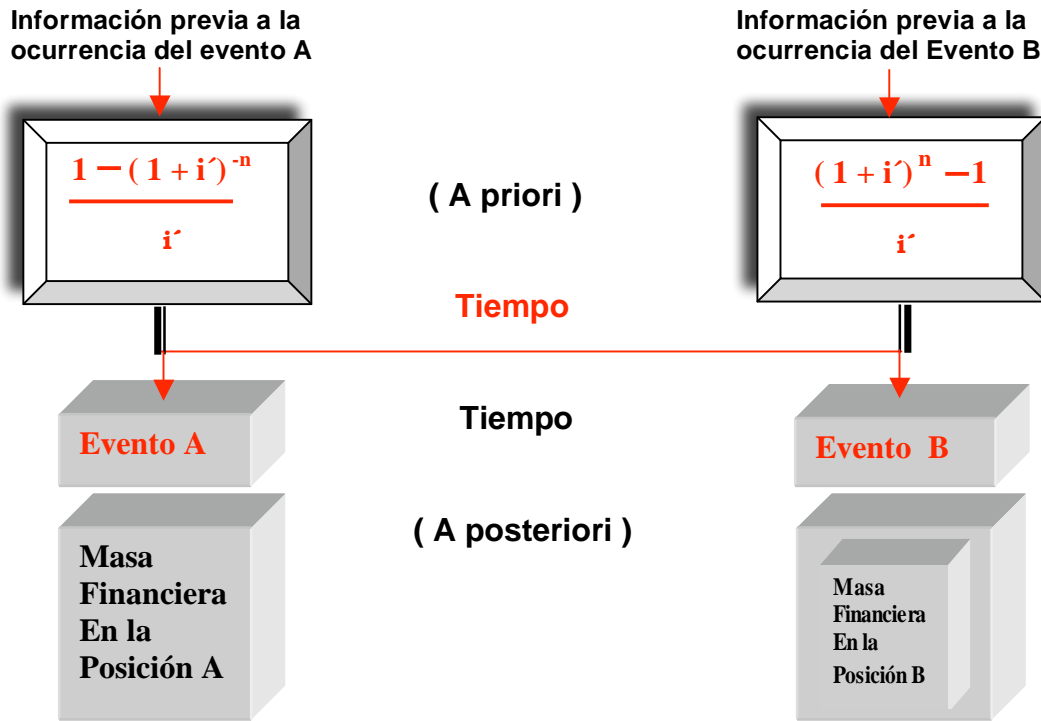 Información previa a la
ocurrencia del evento A
Información previa a la
ocurrencia del Evento B
1 – ( 1 + i´) -n
i´
( A priori )
( 1 + i´) n – 1
i´
Tiempo
Tiempo
Evento A
Evento B
( A posteriori )
Masa
Financiera
En la
Posición A
Masa
Financiera
En la
Posición B